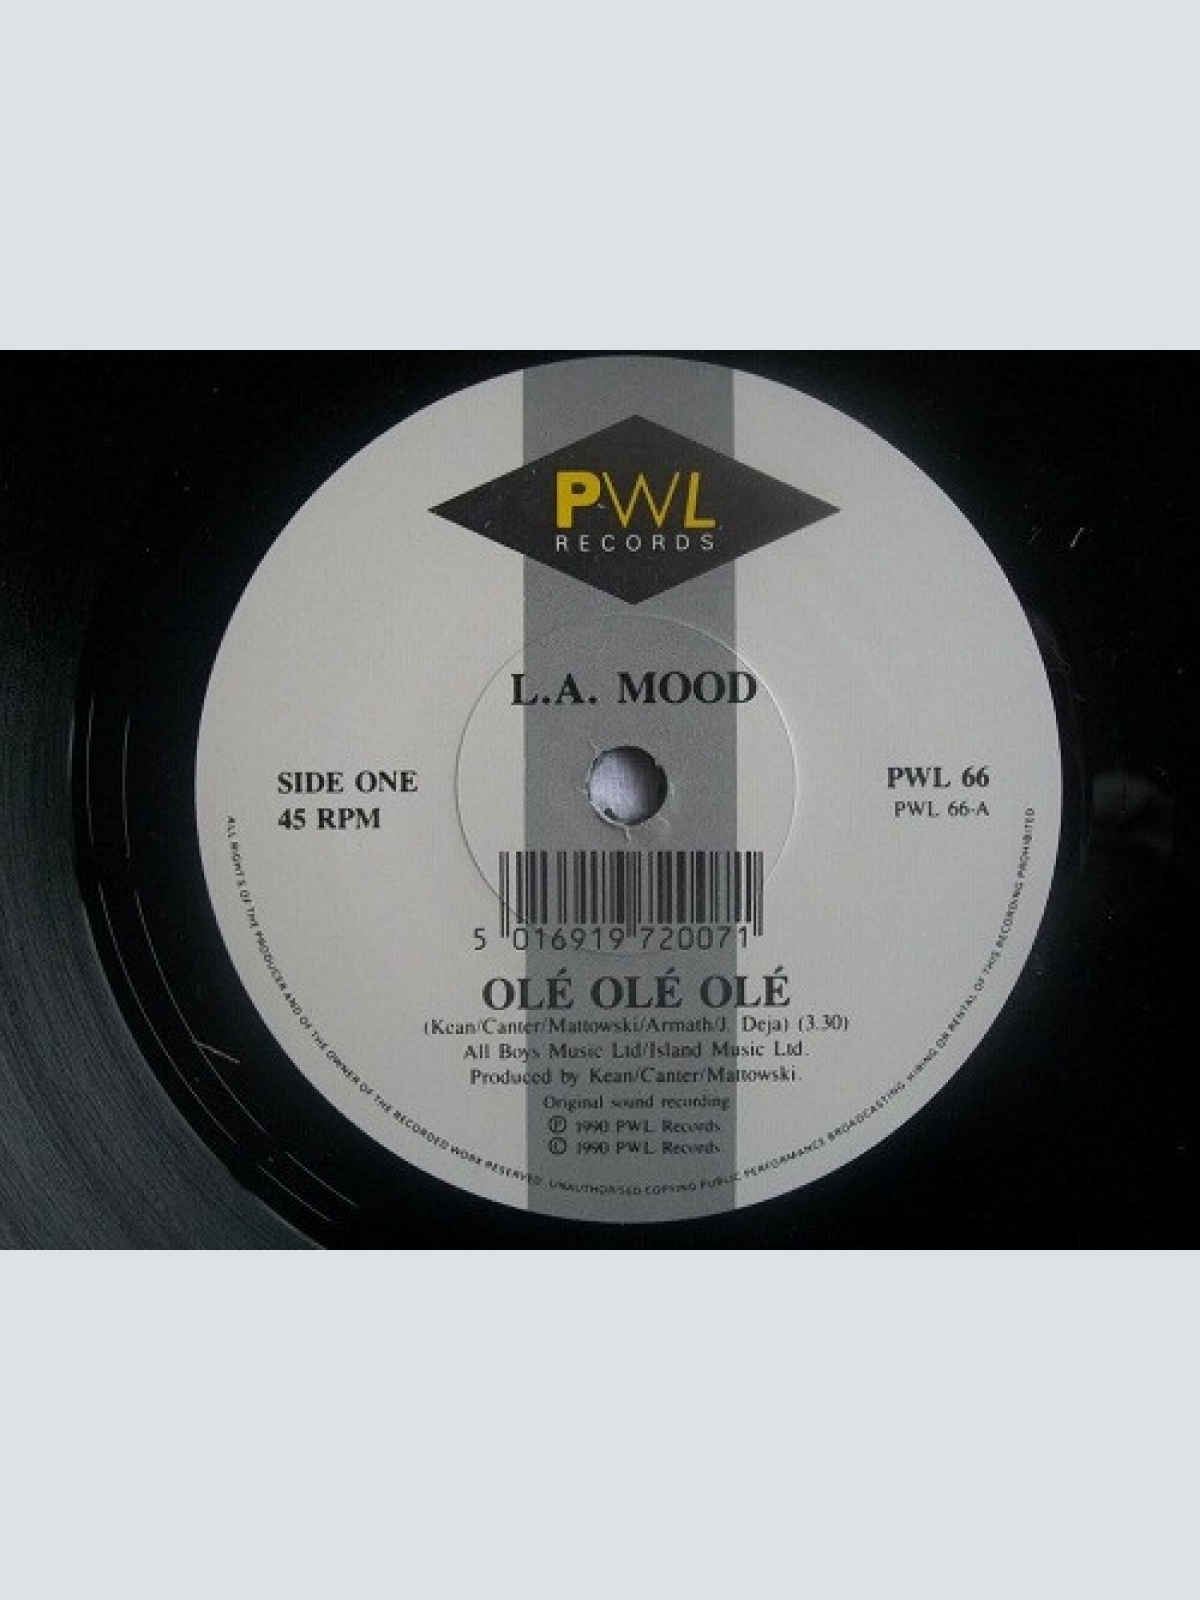 PWL
RECORDS
L.A. MOOD
SIDE ONE
45 RPM
PWL 66
PWL 66-A
5 016919 720071
OLÉ OLÉ OLÉ
(Kean/Canter/Mattowski/Armath/J. Deja) (3.30)
All Boys Music Ltd/Island Music Ltd.
Produced by Kean/Canter/Mattowski.
Original sound recording
℗ 1990 PWL Records.
© 1990 PWL Records
ALL RIGHTS OF THE PRODUCER AND OF THE OWNER OF THE RECORDED WORK RESERVED. UNAUTHORISED COPYING PUBLIC PERFORMANCE BROADCASTING HIRING OR RENTAL OF THIS RECORDING PROHIBITED